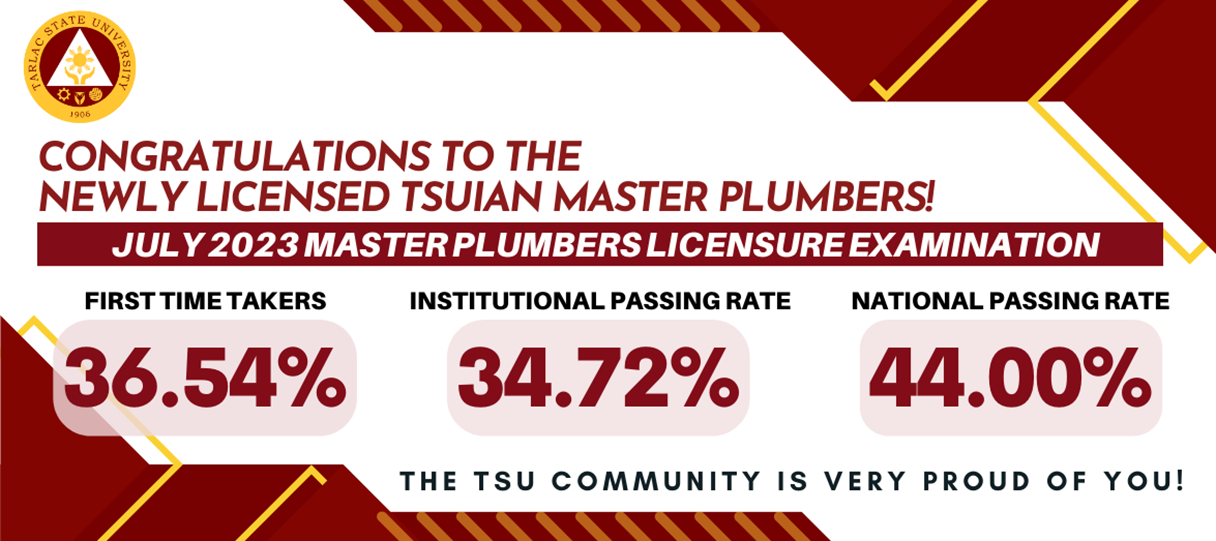 TARLAC STATE UNIVERSITY
1906
CONGRATULATIONS TO THE
NEWLY LICENSED TSUIAN MASTER PLUMBERS!
JULY 2023 MASTER PLUMBERS LICENSURE EXAMINATION
FIRST TIME TAKERS
36.54%
INSTITUTIONAL PASSING RATE
34.72%
NATIONAL PASSING RATE
44.00%
THE TSU COMMUNITY IS VERY PROUD OF YOU!